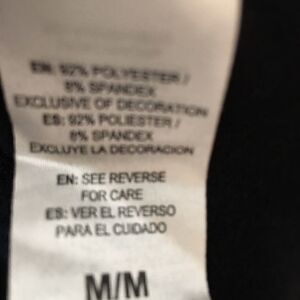 EN: 92% POLYESTER /
8% SPANDEX
EXCLUSIVE OF DECORATION
ES: 92% POLIESTER /
8% SPANDEX
EXCLUYE LA DECORACION
EN: SEE REVERSE
FOR CARE
ES: VER EL REVERSO
PARA EL CUIDADO
M/M